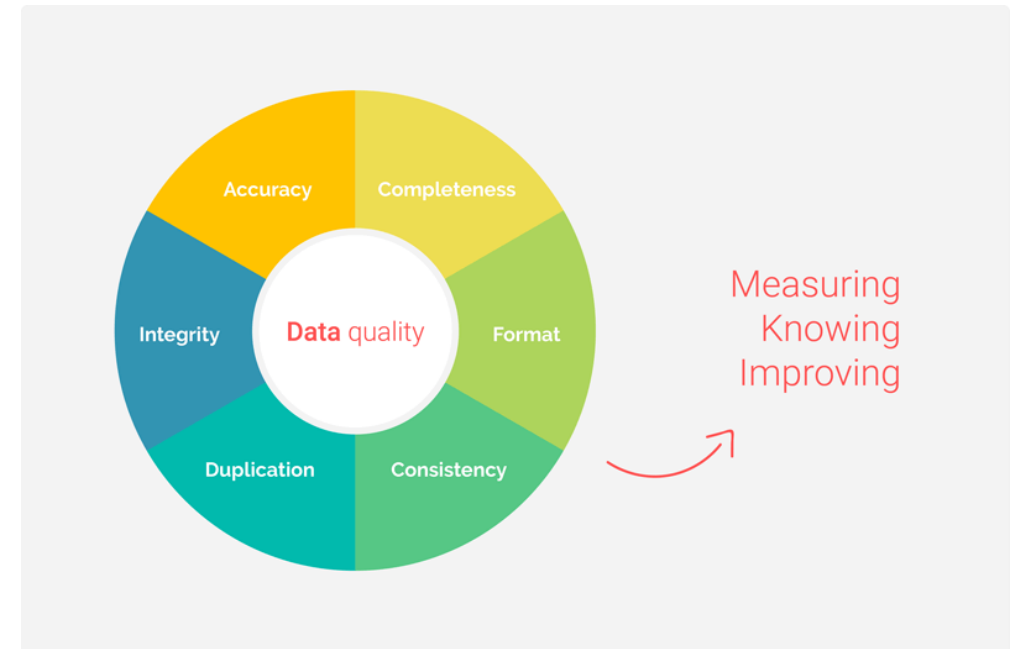 Accuracy
Completeness
Integrity
Data quality
Format
Duplication
Consistency
Measuring
Knowing
Improving